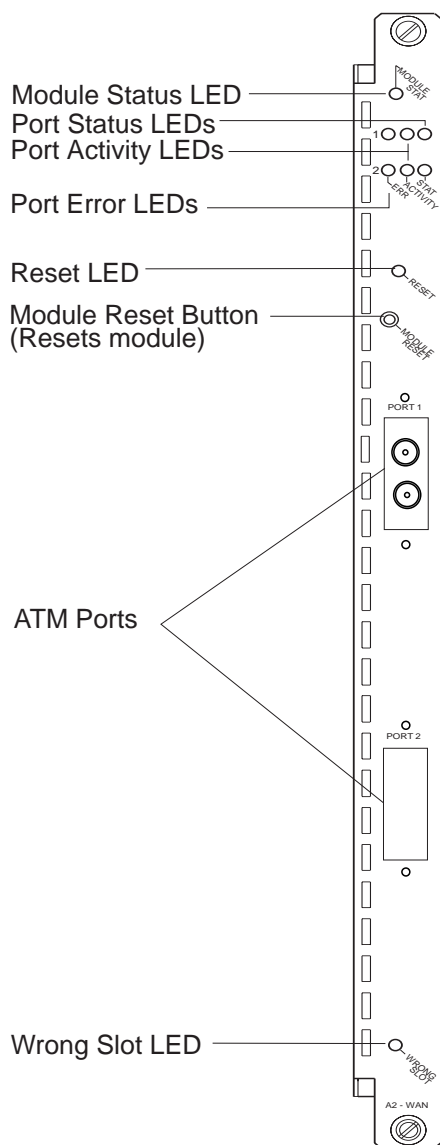 MODULE
STAT
Module Status LED
Port Status LEDs
1
Port Activity LEDs
2
ERR
ACTIVITY
STAT
Port Error LEDs
Reset LED
RESET
Module Reset Button
(Resets module)
MODULE
RESET
PORT 1
ATM Ports
PORT 2
Wrong Slot LED
WRONG
SLOT
A2 - WAN